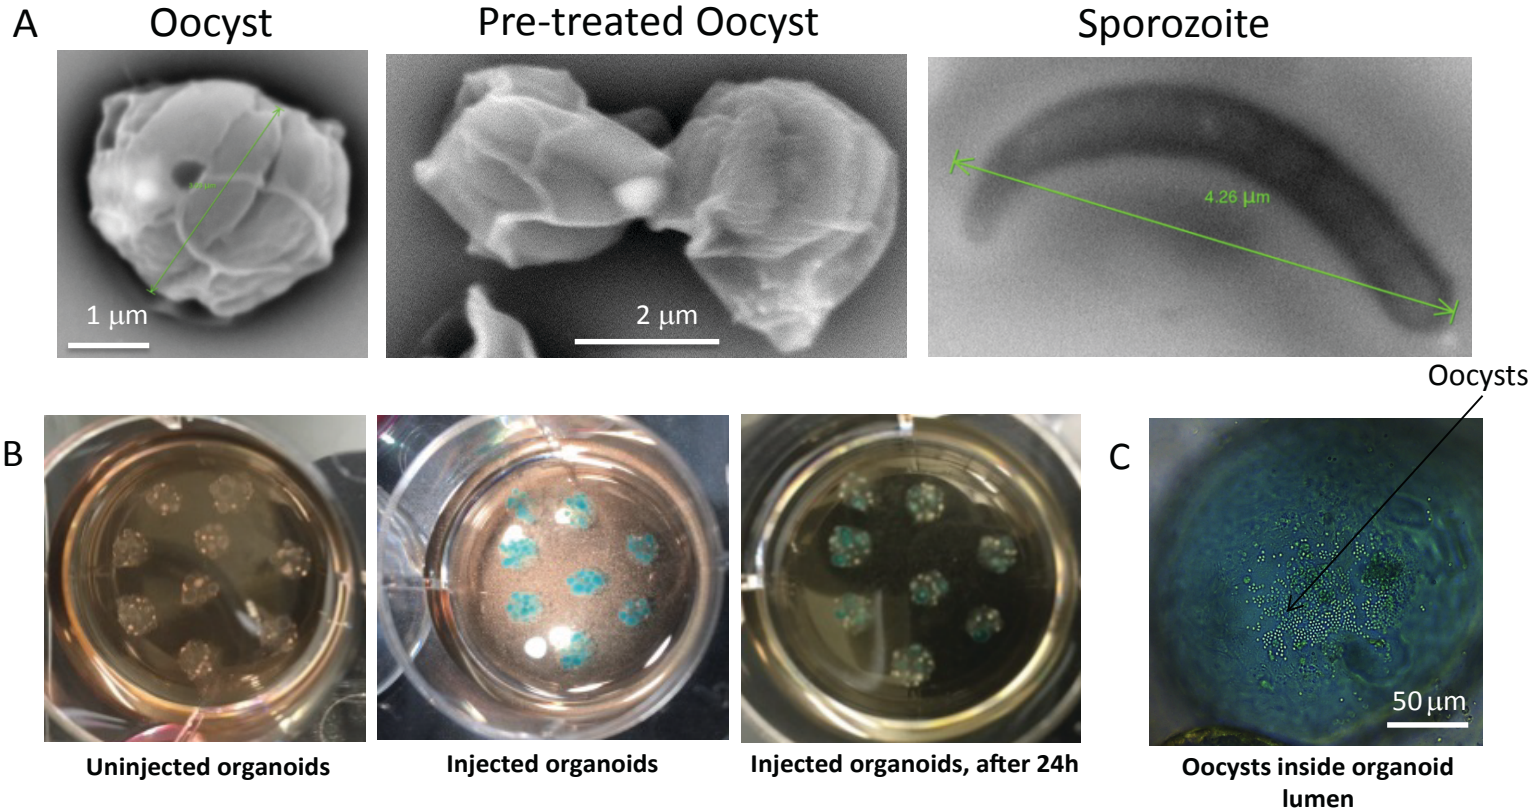 A
Oocyst
Pre-treated Oocyst
Sporozoite
1 μm
2 μm
4.26 μm
B
Uninjected organoids
Injected organoids
Injected organoids, after 24h
C
Oocysts
50 μm
Oocysts inside organoid
lumen